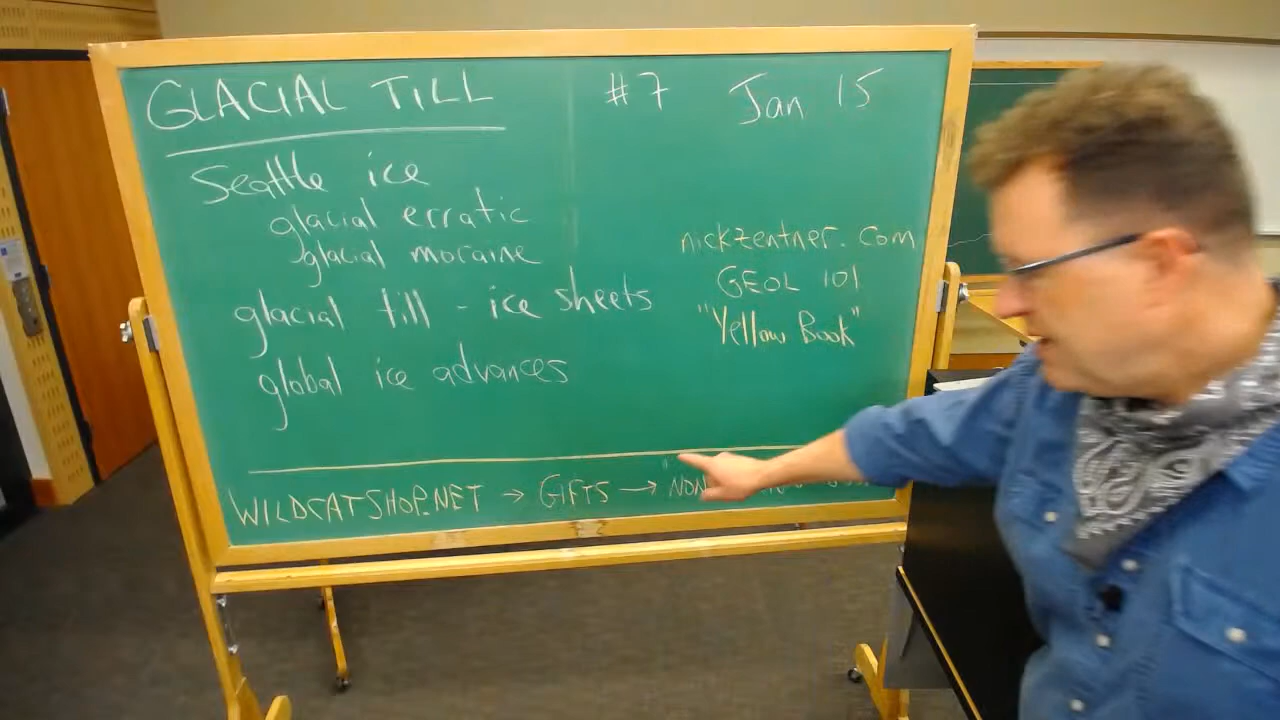 GLACIAL TILL #7 Jan 15
Seattle ice
glacial erratic
glacial moraine
glacial till - ice sheets
global ice advances
nickzentner.com
GEOL 101
"Yellow Book"
WILDCATSHOP.NET → GIFTS →